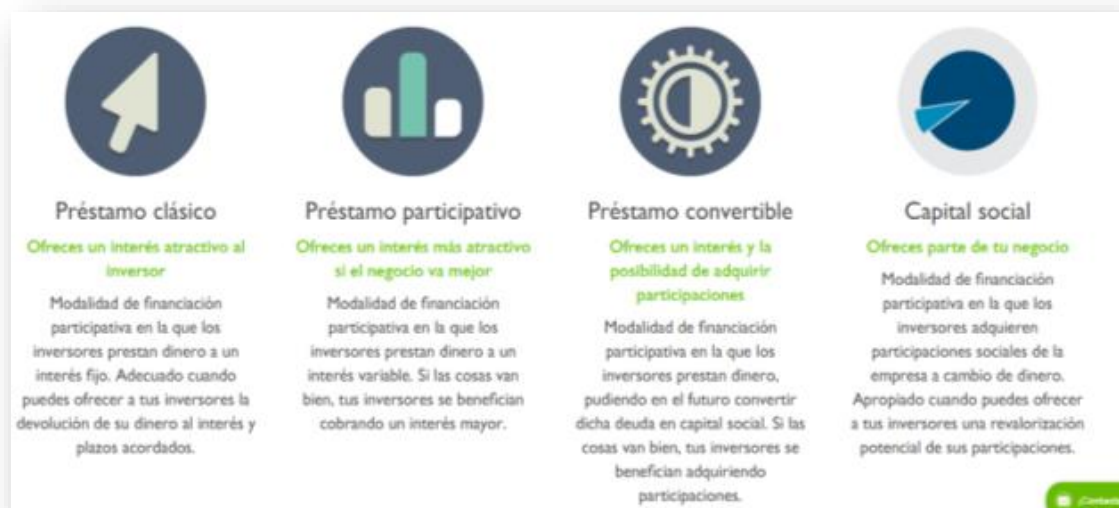 Préstamo clásico
Ofreces un interés atractivo al
inversor
Modalidad de financiación
participativa en la que los
inversores prestan dinero a un
interés fijo. Adecuado cuando
puedes ofrecer a tus inversores la
devolución de su dinero al interés y
plazos acordados.
Préstamo participativo
Ofreces un interés más atractivo
si el negocio va mejor
Modalidad de financiación
participativa en la que los
inversores prestan dinero a un
interés variable. Si las cosas van
bien, tus inversores se benefician
cobrando un interés mayor.
Préstamo convertible
Ofreces un interés y la
posibilidad de adquirir
participaciones
Modalidad de financiación
participativa en la que los
inversores prestan dinero,
pudiendo en el futuro convertir
dicha deuda en capital social. Si las
cosas van bien, tus inversores se
benefician adquiriendo
participaciones.
Capital social
Ofreces parte de tu negocio
Modalidad de financiación
participativa en la que los
inversores adquieren
participaciones sociales de la
empresa a cambio de dinero.
Apropiado cuando puedes ofrecer
a tus inversores una revalorización
potencial de sus participaciones.